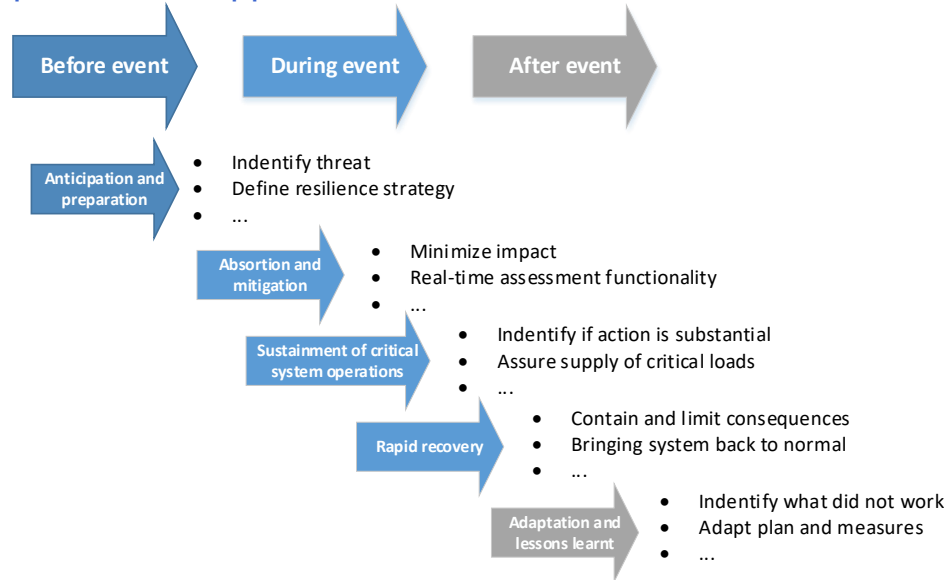 Before event
During event
After event
Anticipation and
preparation
• Indentify threat
• Define resilience strategy
• ...
Absortion and
mitigation
• Minimize impact
• Real-time assessment functionality
• ...
Sustainment of critical
system operations
• Indentify if action is substantial
• Assure supply of critical loads
• ...
Rapid recovery
• Contain and limit consequences
• Bringing system back to normal
• ...
Adaptation and
lessons learnt
• Indentify what did not work
• Adapt plan and measures
• ...